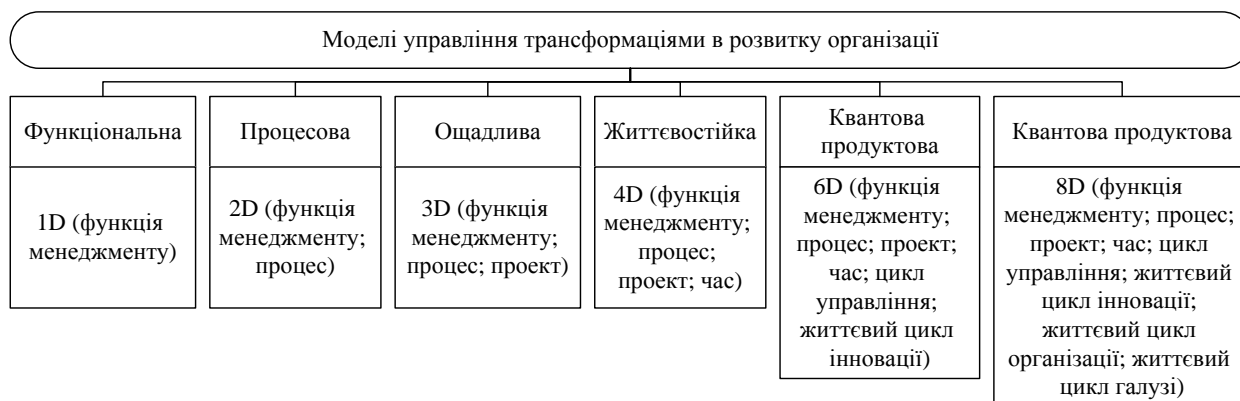 Моделі управління трансформаціями в розвитку організації
Функціональна
1D (функція
менеджменту)
Процесова
2D (функція
менеджменту;
процес)
Ощадлива
3D (функція
менеджменту;
процес; проект)
Життєвостійка
4D (функція
менеджменту;
процес;
проект; час)
Квантова
продуктова
6D (функція
менеджменту;
процес; проект;
час; цикл
управління;
життєвий цикл
інновації)
Квантова продуктова
8D (функція
менеджменту; процес;
проект; час; цикл
управління; життєвий
цикл інновації;
життєвий цикл
організації; життєвий
цикл галузі)